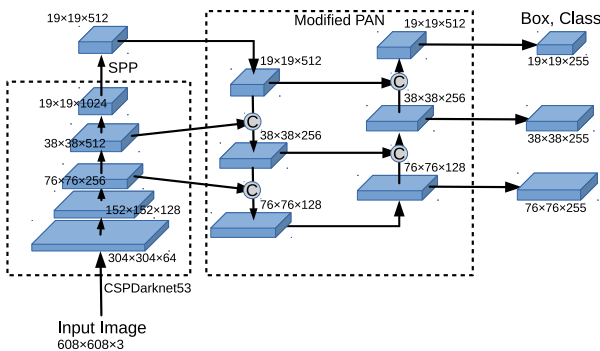 19×19×512
SPP
19×19×1024
38×38×512
76×76×256
152×152×128
304×304×64
CSPDarknet53
Input Image
608×608×3
Modified PAN
19×19×512
C
38×38×256
C
76×76×128
19×19×512
C
38×38×256
C
76×76×128
Box, Class
19×19×255
38×38×255
76×76×255